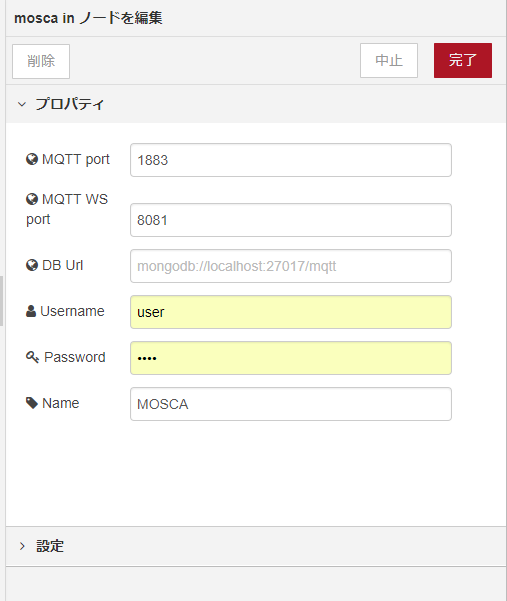 mosca in ノードを編集
削除
中止
完了
プロパティ
MQTT port
1883
MQTT WS
port
8081
DB Url
mongodb://localhost:27017/mqtt
Username
user
Password
••••
Name
MOSCA
設定